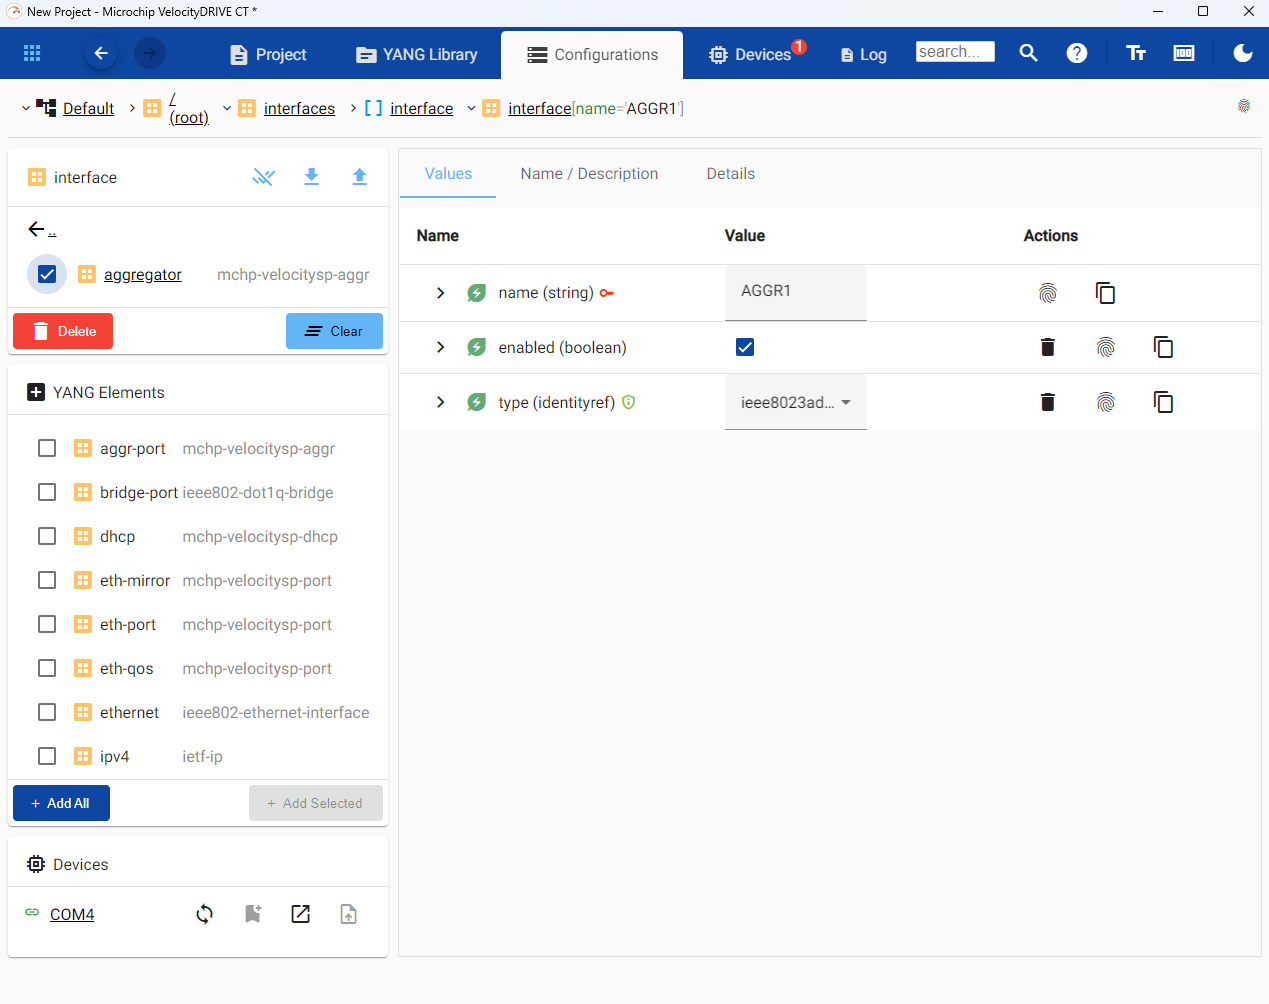 New Project - Microchip VelocityDRIVE CT *
Project
YANG Library
Configurations
Devices 1
Log
search...
Default
/ (root)
interfaces
[ ] interface
interface[name='AGGR1']
interface
..
aggregator mchp-velocitysp-aggr
Delete
Clear
YANG Elements
aggr-port mchp-velocitysp-aggr
bridge-port ieee802-dot1q-bridge
dhcp mchp-velocitysp-dhcp
eth-mirror mchp-velocitysp-port
eth-port mchp-velocitysp-port
eth-qos mchp-velocitysp-port
ethernet ieee802-ethernet-interface
ipv4 ietf-ip
+ Add All
+ Add Selected
Devices
COM4
Values
Name / Description
Details
Name Value Actions
name (string) AGGR1
enabled (boolean)
type (identityref) ieee8023ad...